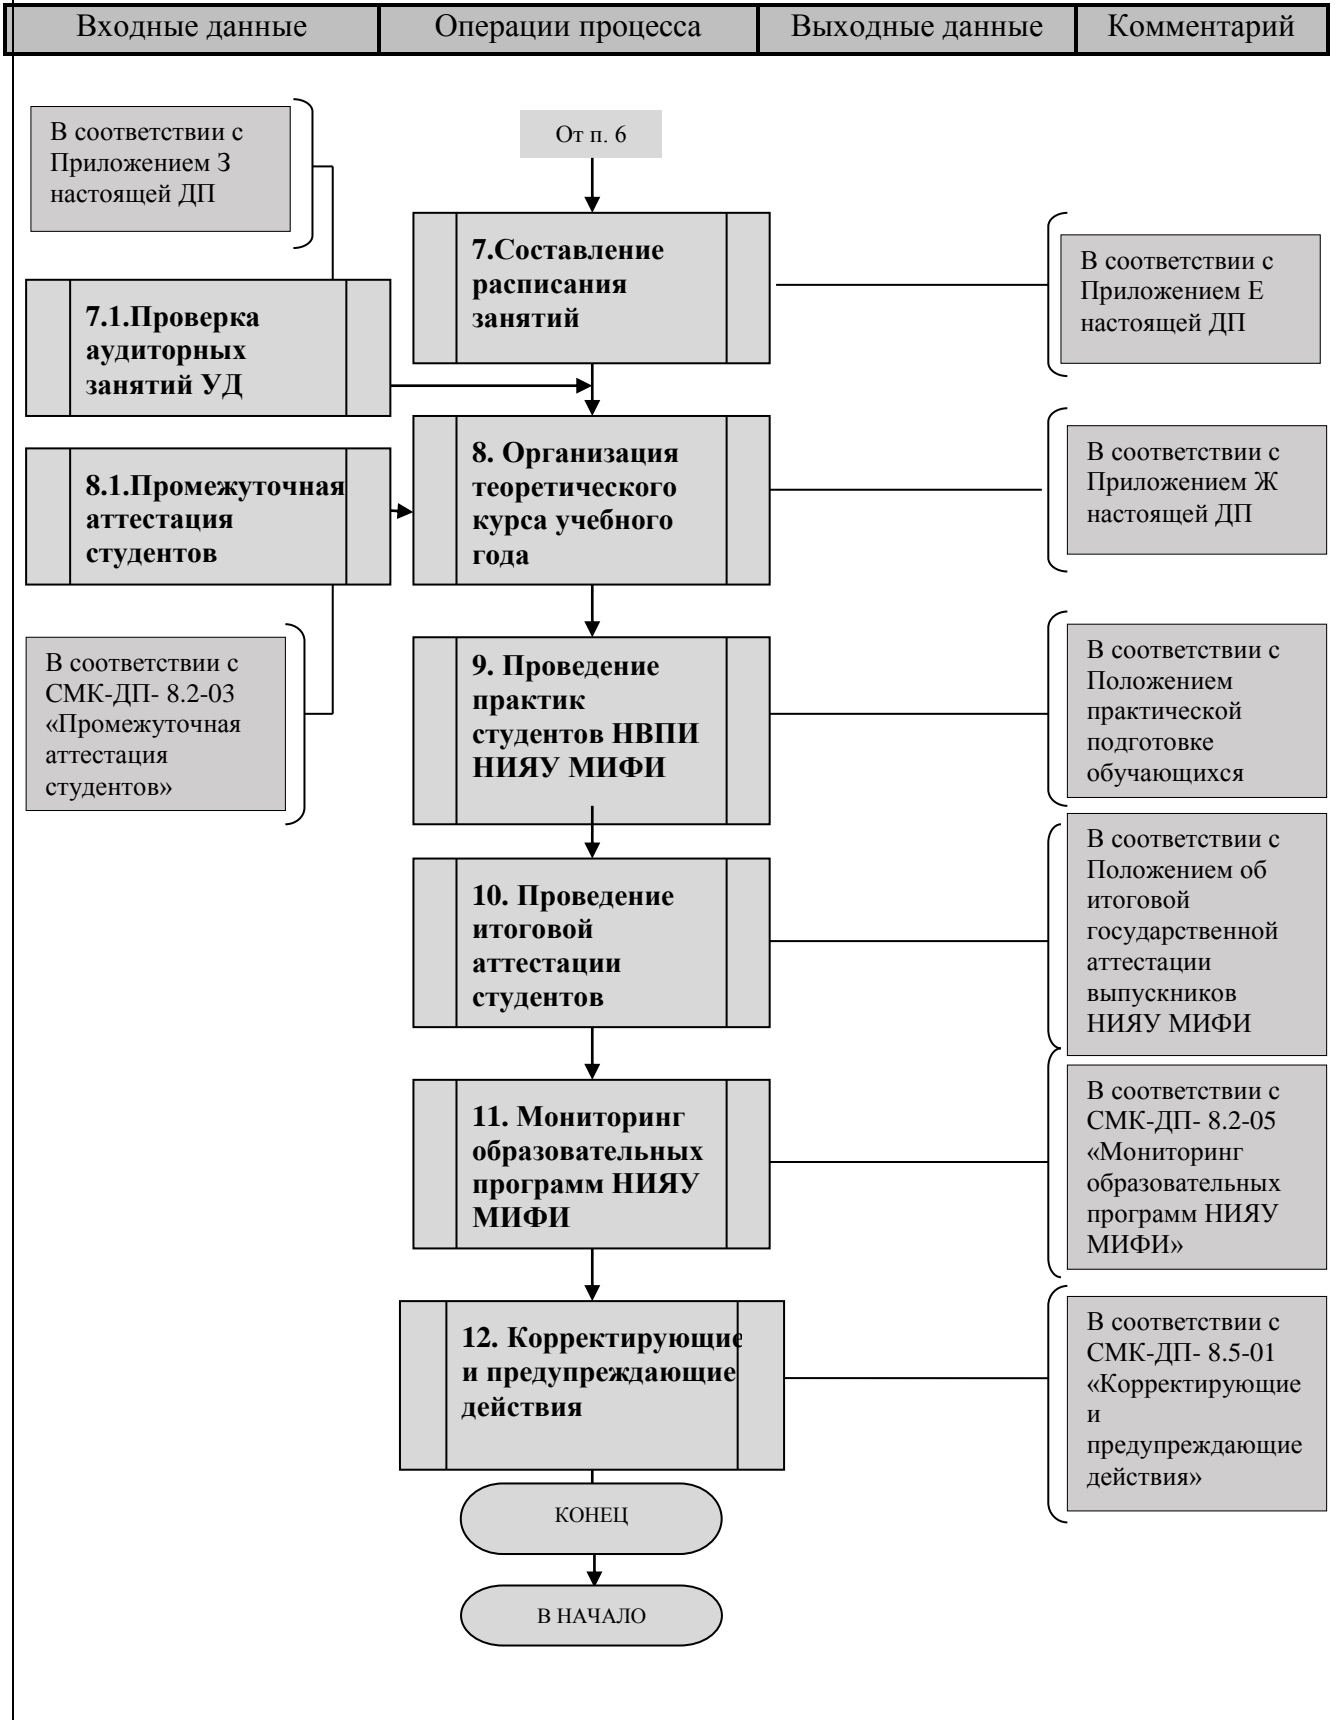 Входные данные
Операции процесса
Выходные данные
Комментарий
В соответствии с
Приложением З
настоящей ДП
От п. 6
7.Составление
расписания
занятий
В соответствии с
Приложением Е
настоящей ДП
7.1.Проверка
аудиторных
занятий УД
8. Организация
теоретического
курса учебного
года
В соответствии с
Приложением Ж
настоящей ДП
8.1.Промежуточная
аттестация
студентов
В соответствии с
СМК-ДП- 8.2-03
«Промежуточная
аттестация
студентов»
9. Проведение
практик
студентов НВПИ
НИЯУ МИФИ
В соответствии с
Положением
практической
подготовке
обучающихся
10. Проведение
итоговой
аттестации
студентов
В соответствии с
Положением об
итоговой
государственной
аттестации
выпускников
НИЯУ МИФИ
11. Мониторинг
образовательных
программ НИЯУ
МИФИ
В соответствии с
СМК-ДП- 8.2-05
«Мониторинг
образовательных
программ НИЯУ
МИФИ»
12. Корректирующие
и предупреждающие
действия
В соответствии с
СМК-ДП- 8.5-01
«Корректирующие
и
предупреждающие
действия»
КОНЕЦ
В НАЧАЛО